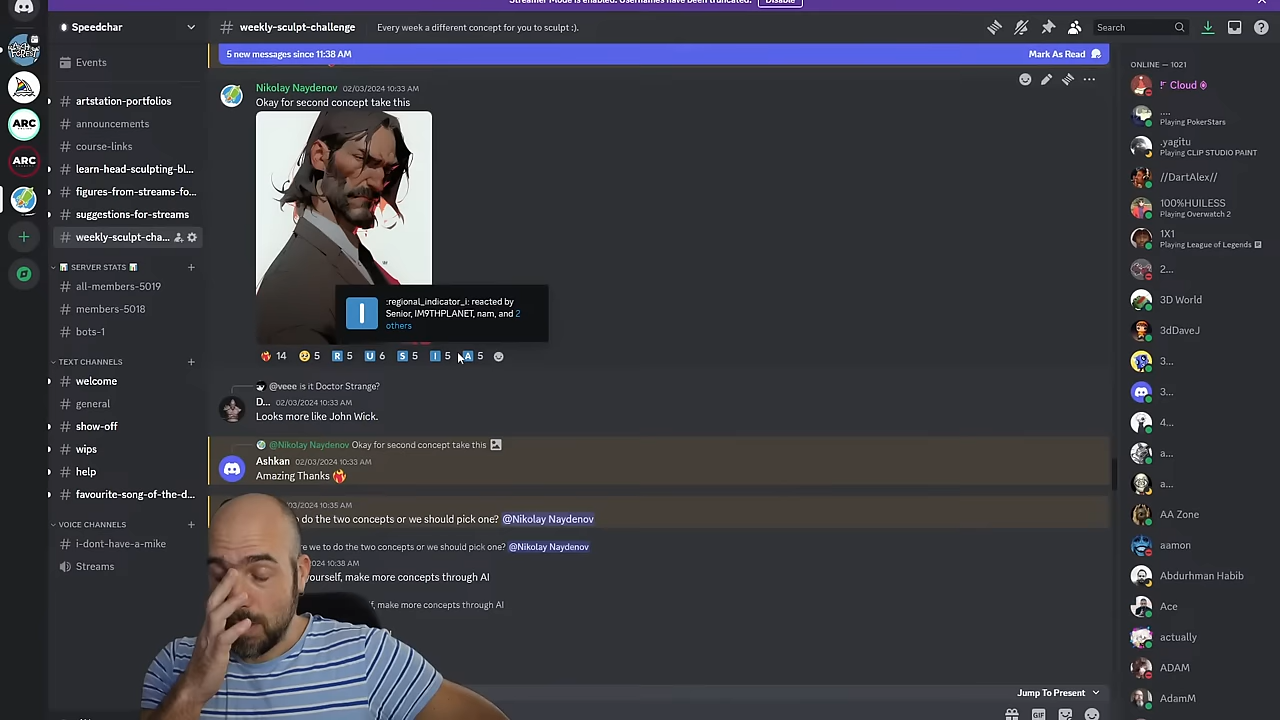 Streamer Mode is enabled. Usernames have been truncated.
Disable
Speedchar
# weekly-sculpt-challenge
Every week a different concept for you to sculpt :).
Search
5 new messages since 11:38 AM
Mark As Read
Events
# artstation-portfolios
# announcements
# course-links
# learn-head-sculpting-bl...
# figures-from-streams-fo...
# suggestions-for-streams
# weekly-sculpt-cha...
SERVER STATS
# all-members-5019
# members-5018
# bots-1
TEXT CHANNELS
# welcome
# general
# show-off
# wips
# help
# favourite-song-of-the-d...
VOICE CHANNELS
# i-dont-have-a-mike
Streams
ARC
ARC
Nikolay Naydenov 02/03/2024 10:33 AM
Okay for second concept take this
I
:regional_indicator_i: reacted by
Senior, IM9THPLANET, nam, and 2
others
14 5 R 5 U 6 S 5 I 5 A 5
@veee is it Doctor Strange?
D... 02/03/2024 10:33 AM
Looks more like John Wick.
@Nikolay Naydenov Okay for second concept take this
Ashkan 02/03/2024 10:33 AM
Amazing Thanks
/03/2024 10:35 AM
do the two concepts or we should pick one? @Nikolay Naydenov
re we to do the two concepts or we should pick one? @Nikolay Naydenov
2024 10:38 AM
yourself, make more concepts through AI
f, make more concepts through AI
Jump To Present
GIF
ONLINE — 1021
Cloud
....
Playing PokerStars
.yagitu
Playing CLIP STUDIO PAINT
//DartAlex//
100%HUILESS
Playing Overwatch 2
1X1
Playing League of Legends
2...
3D World
3dDaveJ
3...
3...
4...
a...
a...
AA Zone
aamon
Abdurhman Habib
Ace
actually
ADAM
AdamM